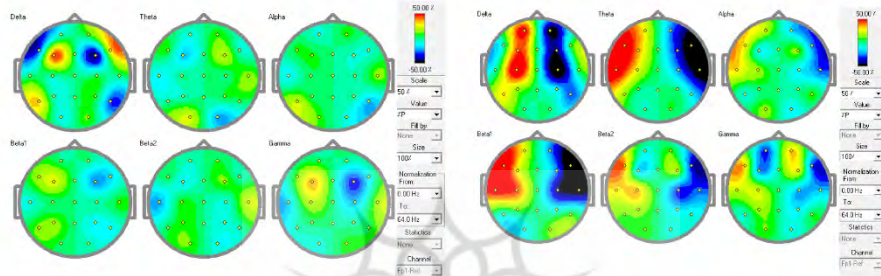 Delta
Theta
Alpha
50.00 %
-50.00 %
Scale
50 %
Value
Fill by
None
Size
100%
Normalization
From:
0.00 Hz
To:
64.0 Hz
Statistics
None
Channel
Fp1-Ref
Beta1
Beta2
Gamma
Delta
Theta
Alpha
50.00 %
-50.00 %
Scale
50 %
Value
Fill by
None
Size
100%
Normalization
From:
0.00 Hz
To:
64.0 Hz
Statistics
None
Channel
Beta1
Beta2
Gamma